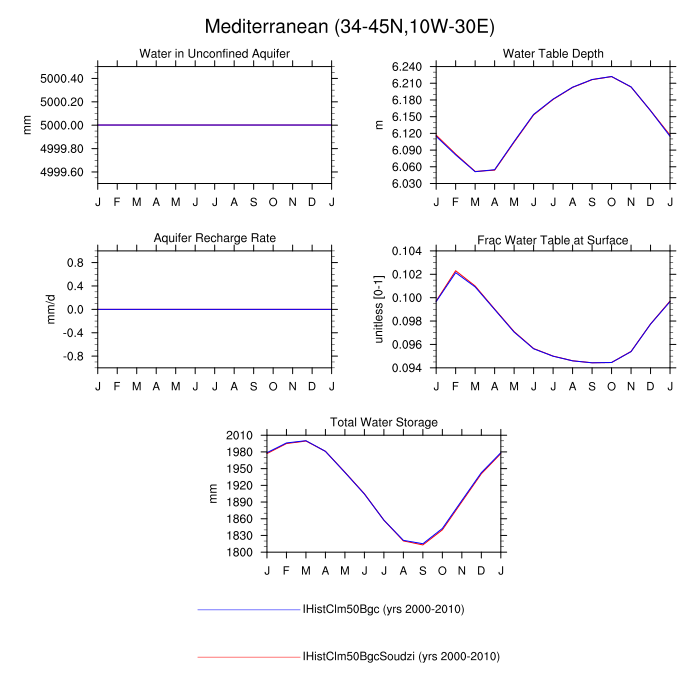 Mediterranean (34-45N,10W-30E)
Water in Unconfined Aquifer
5000.40
5000.20
5000.00
4999.80
4999.60
mm
J F M A M J J A S O N D J
Water Table Depth
6.240
6.210
6.180
6.150
6.120
6.090
6.060
6.030
m
J F M A M J J A S O N D J
Aquifer Recharge Rate
0.8
0.4
0.0
-0.4
-0.8
mm/d
J F M A M J J A S O N D J
Frac Water Table at Surface
0.104
0.102
0.100
0.098
0.096
0.094
unitless [0-1]
J F M A M J J A S O N D J
Total Water Storage
2010
1980
1950
1920
1890
1860
1830
1800
mm
J F M A M J J A S O N D J
IHistClm50Bgc (yrs 2000-2010)
IHistClm50BgcSoudzi (yrs 2000-2010)